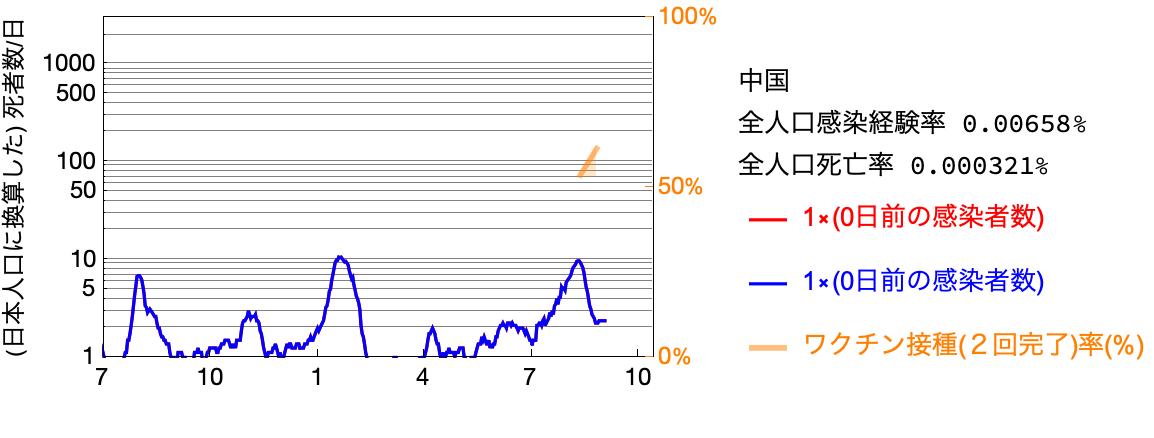 (日本人口に換算した) 死者数/日
1000
500
100
50
10
5
1
7 10 1 4 7 10
100%
50%
0%
中国
全人口感染経験率 0.00658%
全人口死亡率 0.000321%
1×(0日前の感染者数)
1×(0日前の感染者数)
ワクチン接種(２回完了)率(%)